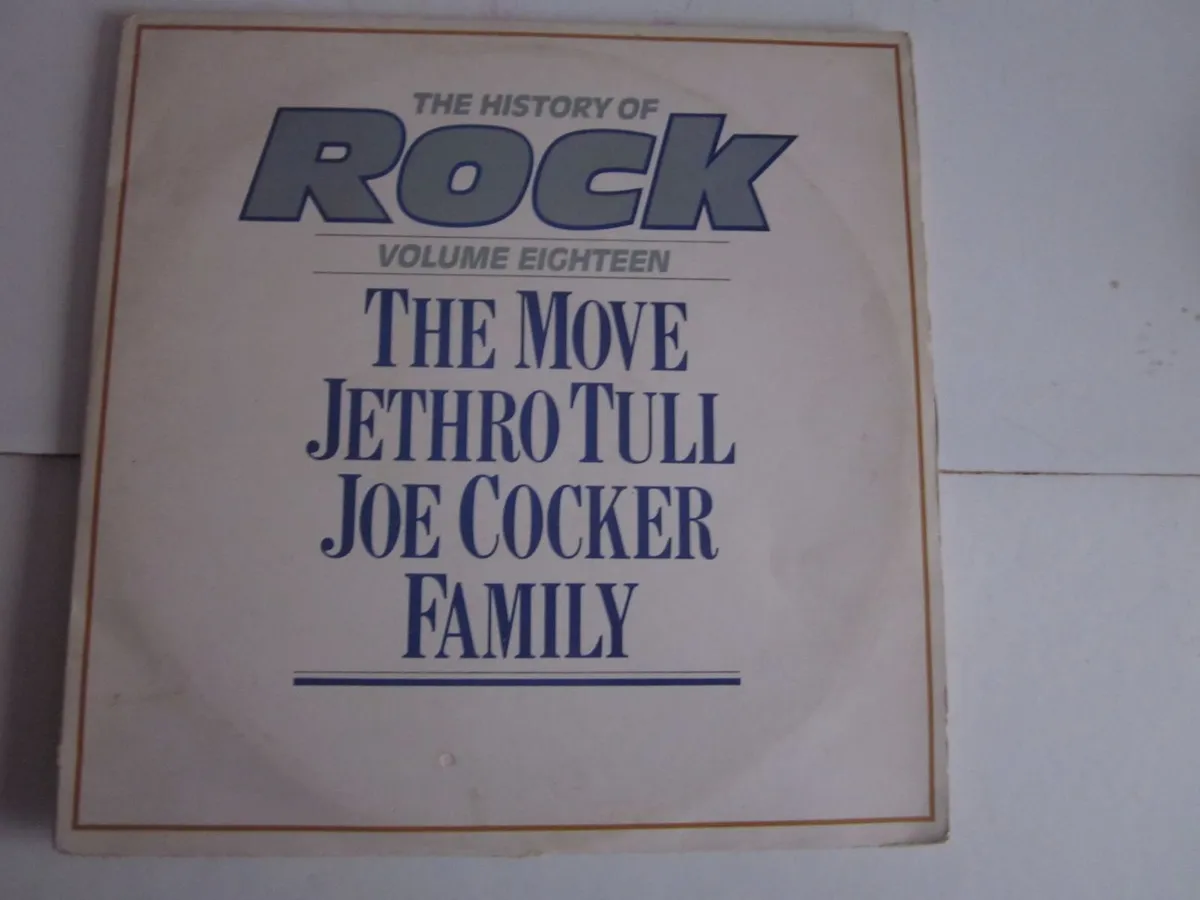 THE HISTORY OF
ROCK
VOLUME EIGHTEEN
THE MOVE
JETHRO TULL
JOE COCKER
FAMILY